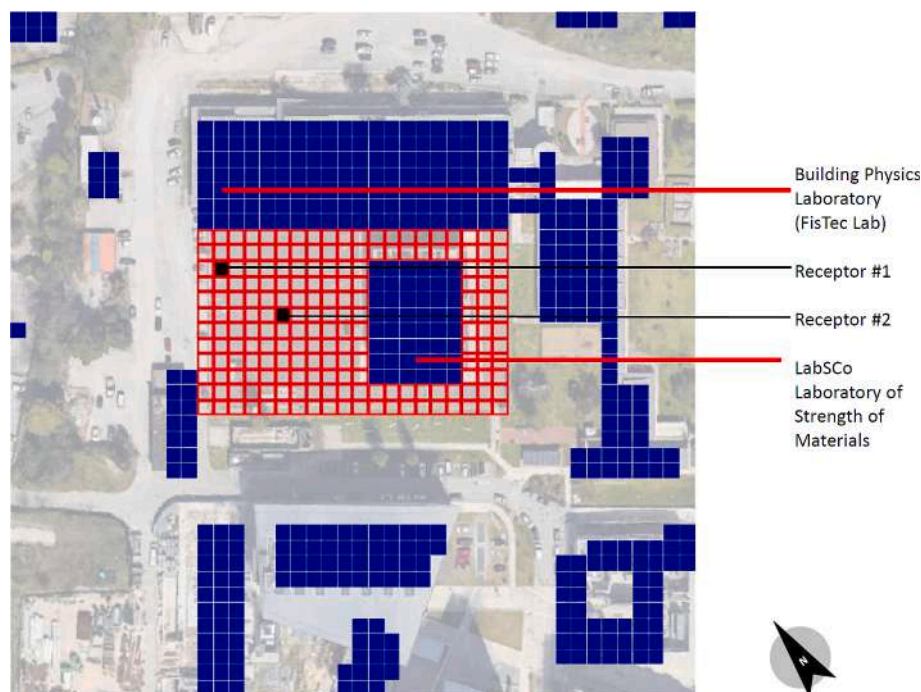 Building Physics
Laboratory
(FisTec Lab)
Receptor #1
Receptor #2
LabSCo
Laboratory of
Strength of
Materials
N